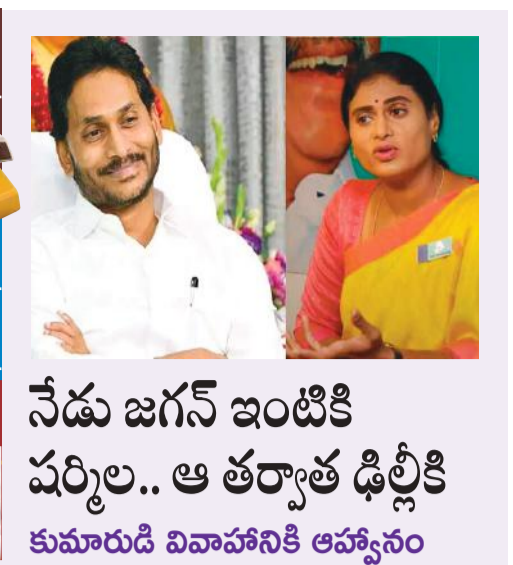 నేడు జగన్ ఇంటికి
షర్మిల.. ఆ తర్వాత ఢిల్లీకి
కుమారుడి వివాహానికి ఆహ్వానం